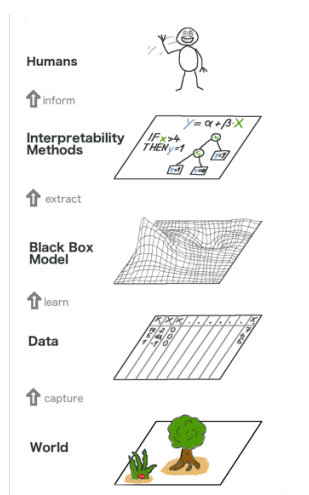 Humans
inform
Interpretability
Methods
Y = α + β·X
IF x>4
THEN y=1
extract
Black Box
Model
learn
Data
capture
World